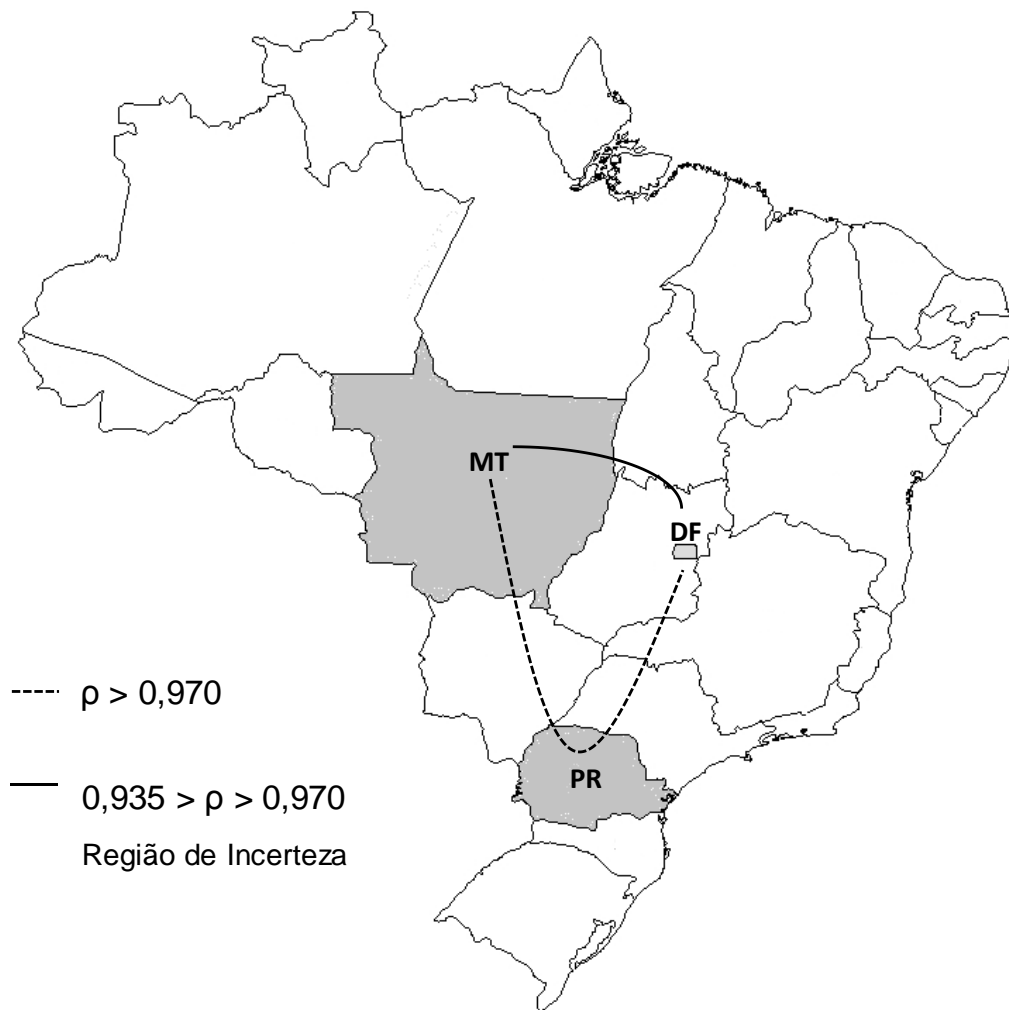 MT
DF
ρ > 0,970
PR
0,935 > ρ > 0,970
Região de Incerteza